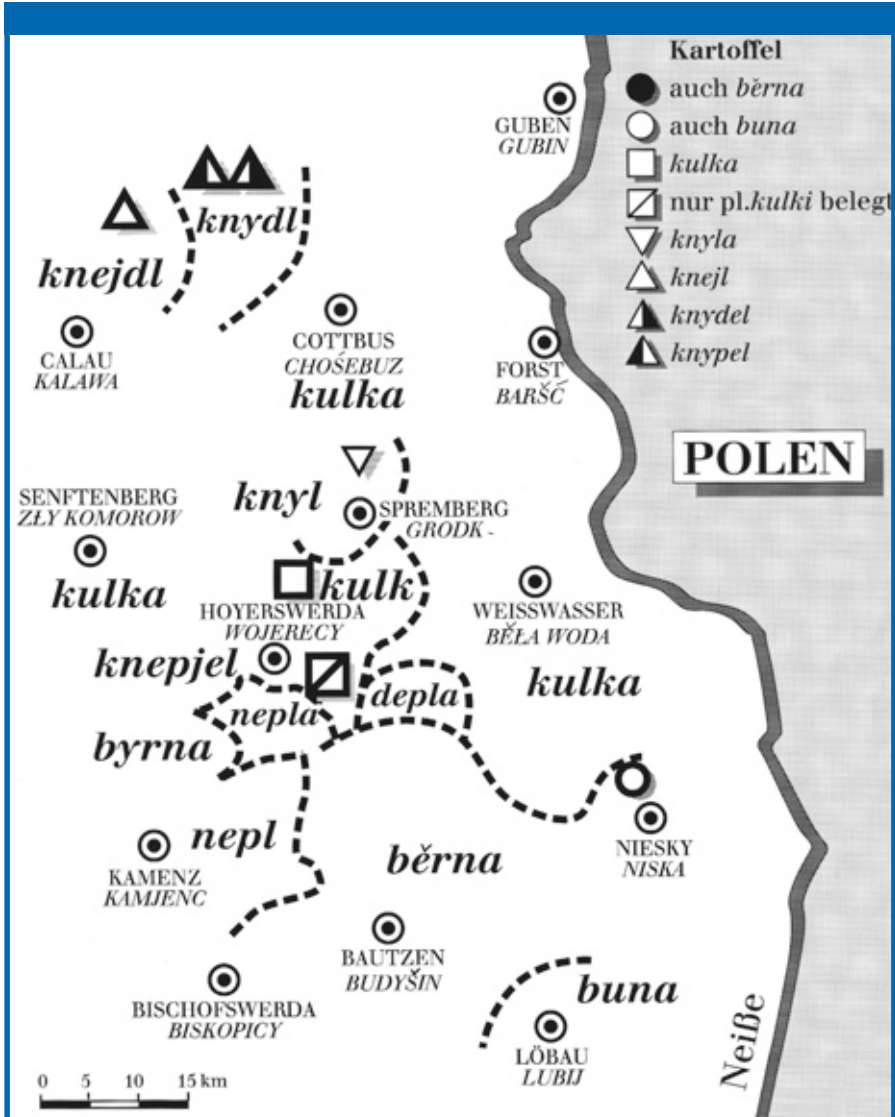 Kartoffel
auch běrna
auch buna
kulka
nur pl.kulki belegt
knyla
knejl
knydel
knypel
GUBEN
GUBIN
knydl
knejdl
CALAU
KALAWA
COTTBUS
CHOŚEBUZ
kulka
FORST
BARŠĆ
POLEN
SENFTENBERG
ZŁY KOMOROW
knyl
SPREMBERG
GRODK -
kulka
kulk
HOYERSWERDA
WOJERECY
WEISSWASSER
BĚŁA WODA
knepjel
nepla
depla
kulka
byrna
nepl
běrna
NIESKY
NISKA
KAMENZ
KAMJENC
BAUTZEN
BUDYŠIN
BISCHOFSWERDA
BISKOPICY
buna
LÖBAU
LUBIJ
Neiße
0 5 10 15 km